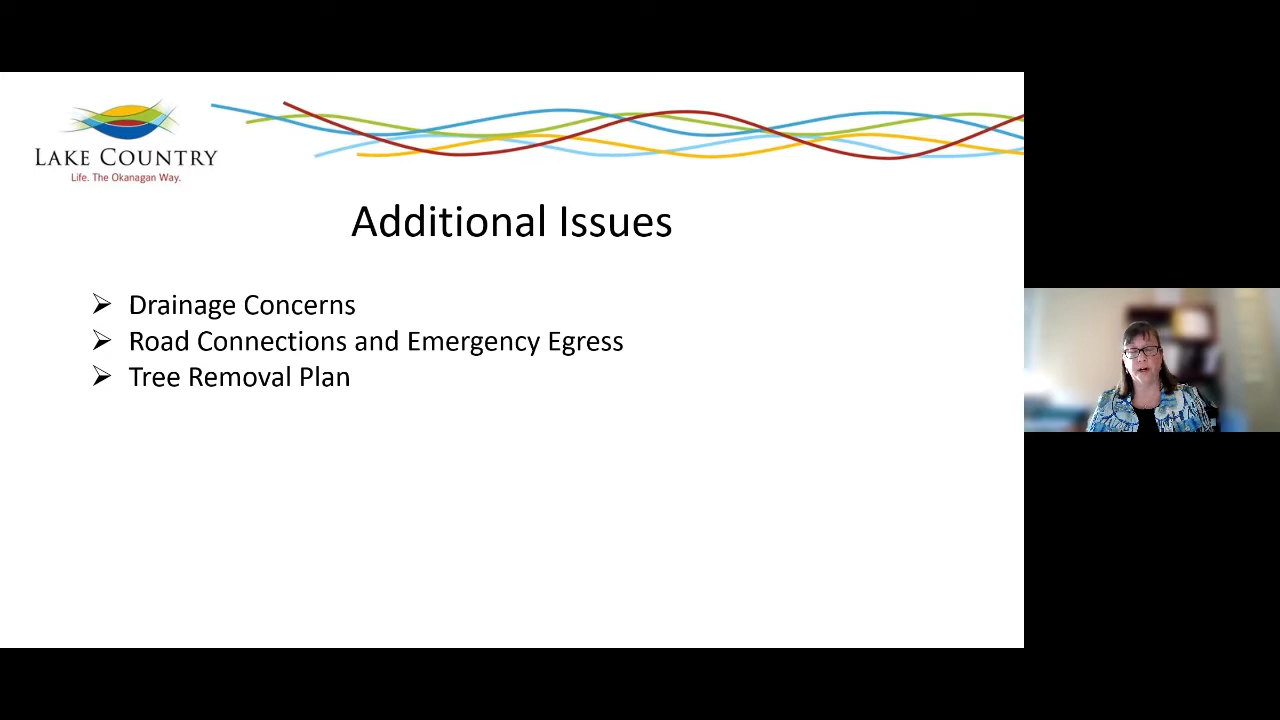 LAKE COUNTRY
Life. The Okanagan Way.
Additional Issues
Drainage Concerns
Road Connections and Emergency Egress
Tree Removal Plan